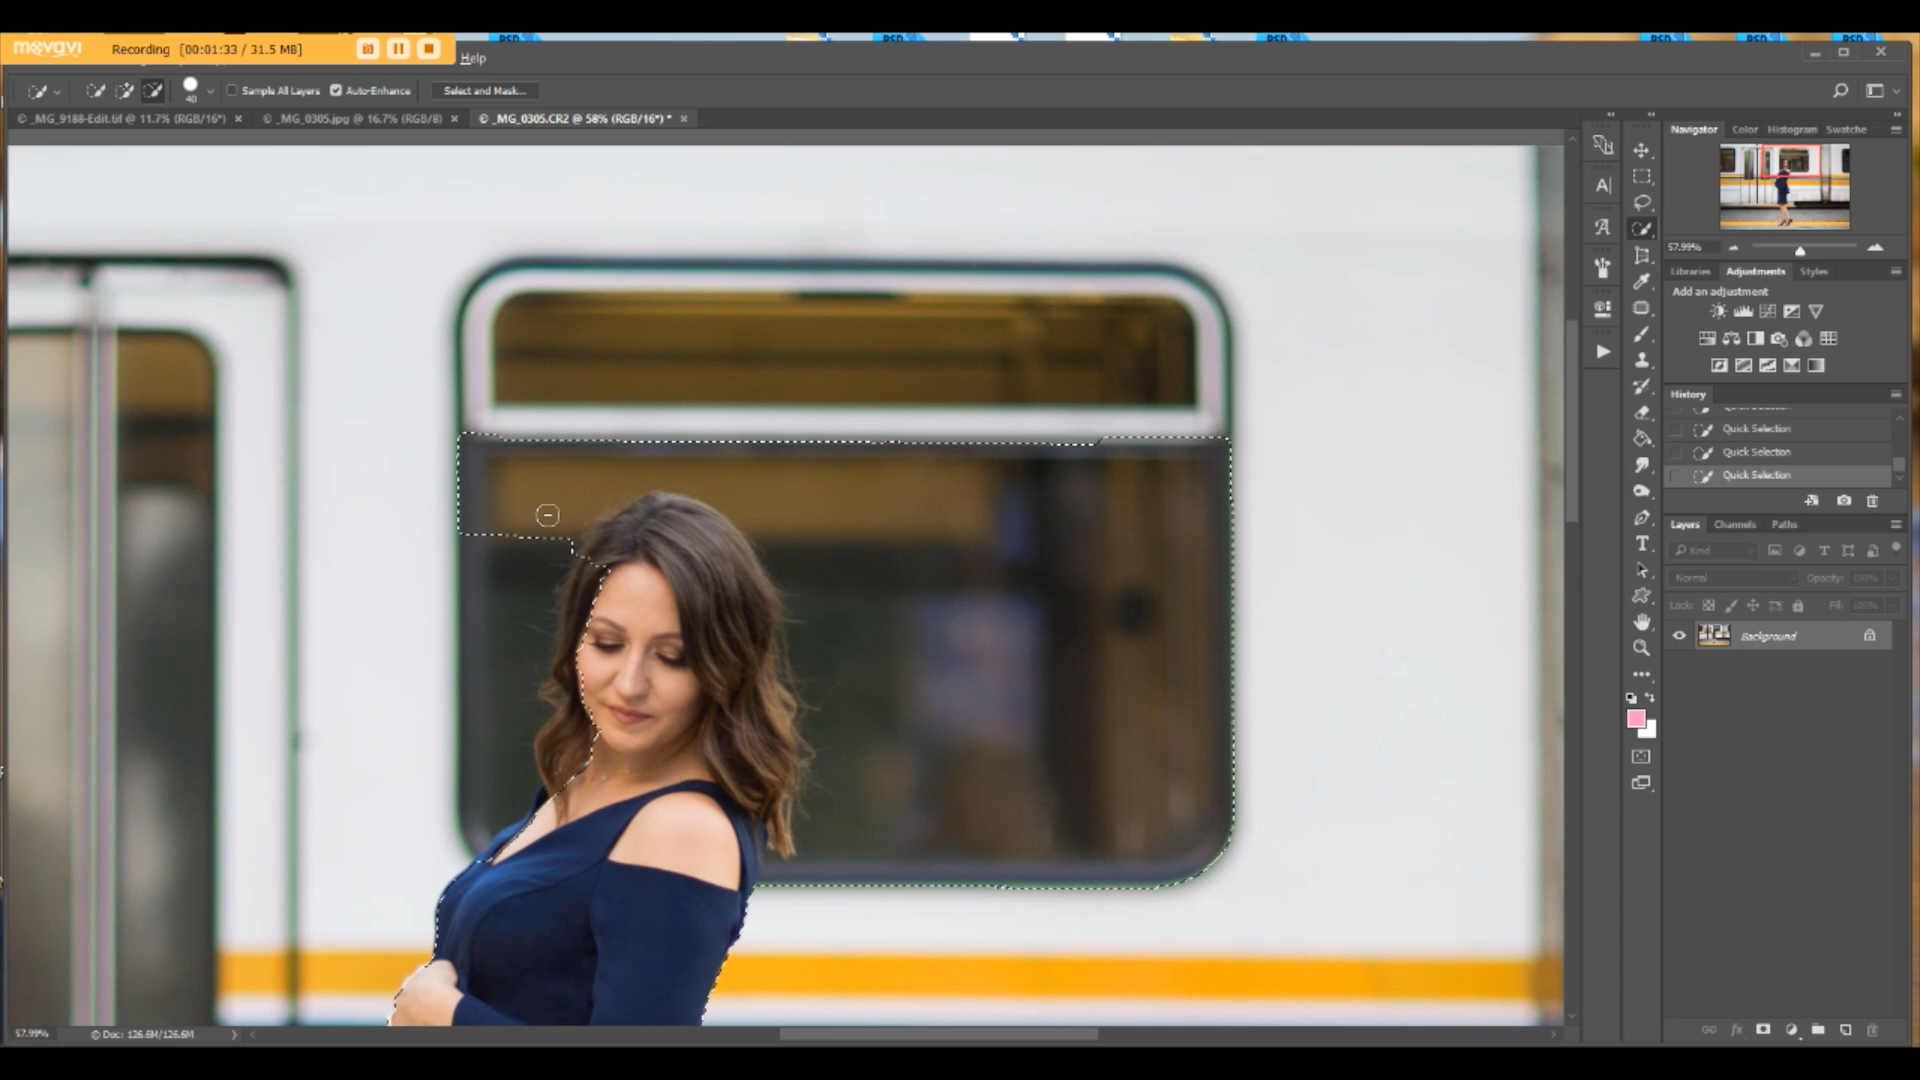 movavi
Recording [00:01:33 / 31.5 MB]
Help
40
Sample All Layers
Auto-Enhance
Select and Mask...
© _MG_9188-Edit.tif @ 11.7% (RGB/16*) ×
© _MG_0305.jpg @ 16.7% (RGB/8) ×
© _MG_0305.CR2 @ 58% (RGB/16*) * ×
Navigator
Color
Histogram
Swatche
57.99%
Libraries
Adjustments
Styles
Add an adjustment
History
Quick Selection
Quick Selection
Quick Selection
Layers
Channels
Paths
Kind
Normal
Opacity: 100%
Lock:
Fill: 100%
Background
57.99%
© Doc: 126.6M/126.6M